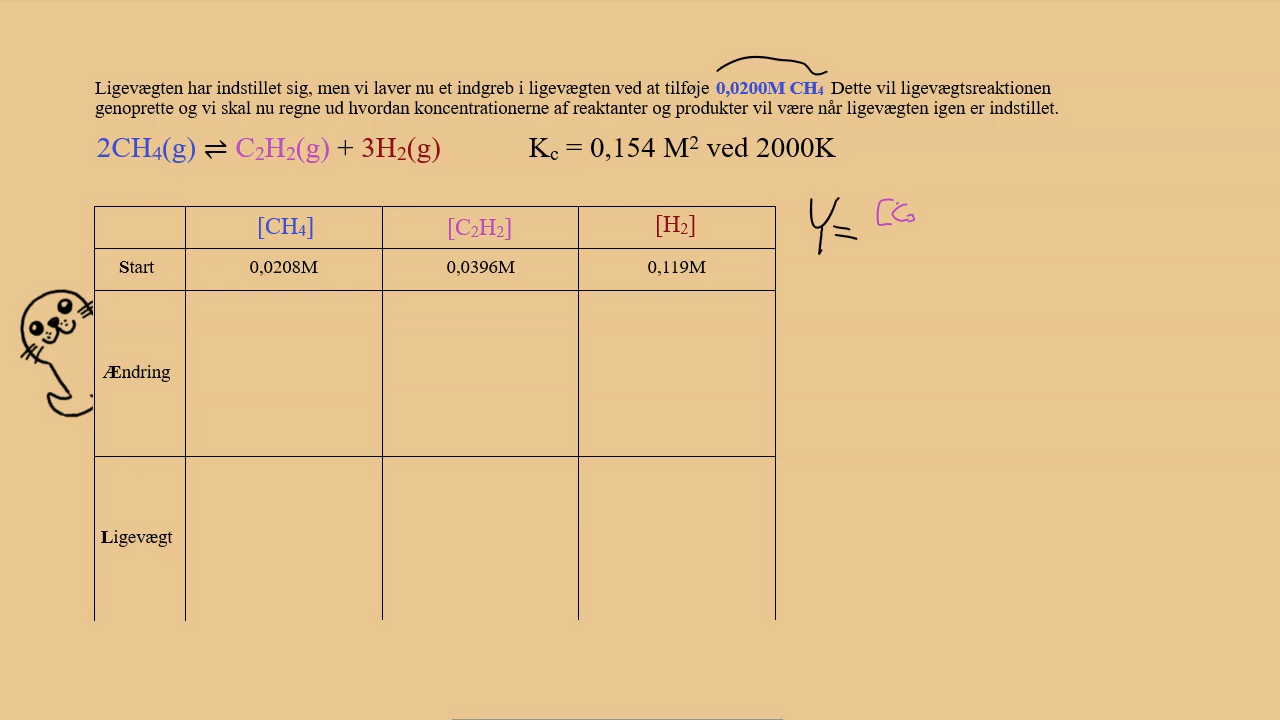 Ligevægten har indstillet sig, men vi laver nu et indgreb i ligevægten ved at tilføje 0,0200M CH₄ Dette vil ligevægtsreaktionen
genoprette og vi skal nu regne ud hvordan koncentrationerne af reaktanter og produkter vil være når ligevægten igen er indstillet.
2CH₄(g) ⇌ C₂H₂(g) + 3H₂(g) K꜀ = 0,154 M² ved 2000K
[CH₄] [C₂H₂] [H₂]
Start 0,0208M 0,0396M 0,119M
Y =
Ændring
Ligevægt